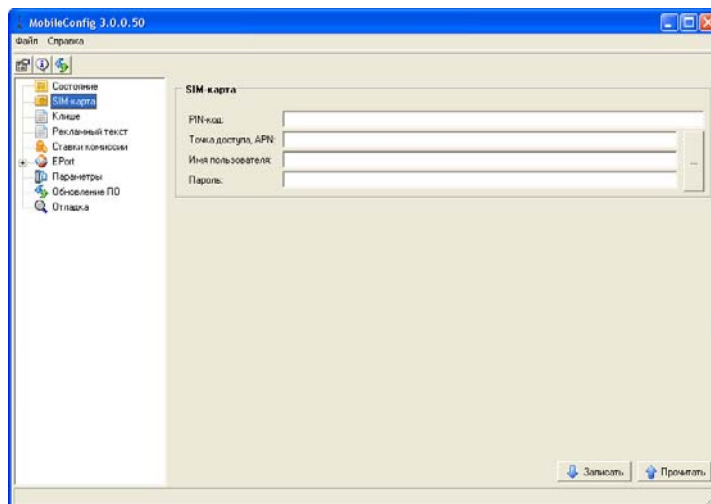 MobileConfig 3.0.0.50
Файл Справка
Состояние
SIM-карта
Клише
Рекламный текст
Ставки комиссии
EPort
Параметры
Обновление ПО
Отладка
SIM-карта
PIN-код:
Точка доступа, APN:
Имя пользователя:
Пароль:
...
Записать Прочитать